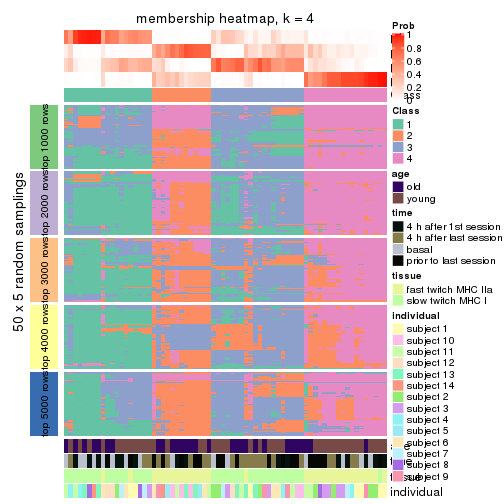 membership heatmap, k = 4
50 x 5 random samplings
top 1000 rows
top 2000 rows
top 3000 rows
top 4000 rows
top 5000 rows
Prob
1
0.8
0.6
0.4
0.2
0
Class
1
2
3
4
age
old
young
time
4 h after 1st session
4 h after last session
basal
prior to last session
tissue
fast twitch MHC IIa
slow twitch MHC I
individual
subject 1
subject 10
subject 11
subject 12
subject 13
subject 14
subject 2
subject 3
subject 4
subject 5
subject 6
subject 7
subject 8
subject 9
individual